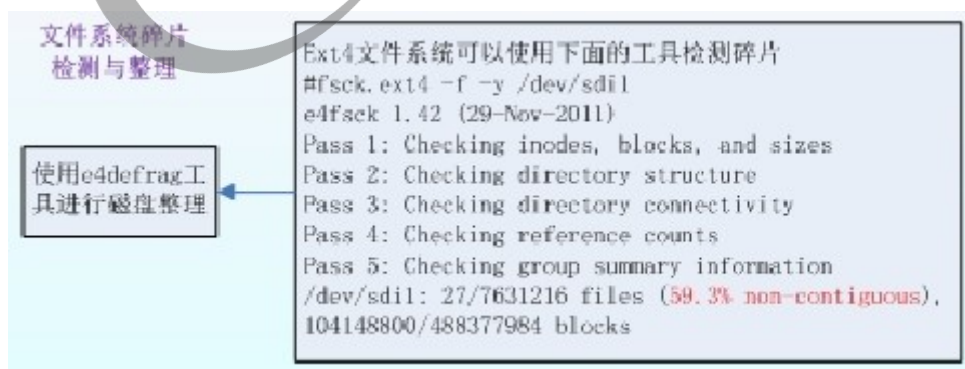 文件系统碎片
检测与整理
使用e4defrag工
具进行磁盘整理
Ext4文件系统可以使用下面的工具检测碎片
#fsck.ext4 -f -y /dev/sdi1
e4fsck 1.42 (29-Nov-2011)
Pass 1: Checking inodes, blocks, and sizes
Pass 2: Checking directory structure
Pass 3: Checking directory connectivity
Pass 4: Checking reference counts
Pass 5: Checking group summary information
/dev/sdi1: 27/7631216 files (59.3% non-contiguous),
104148800/488377984 blocks